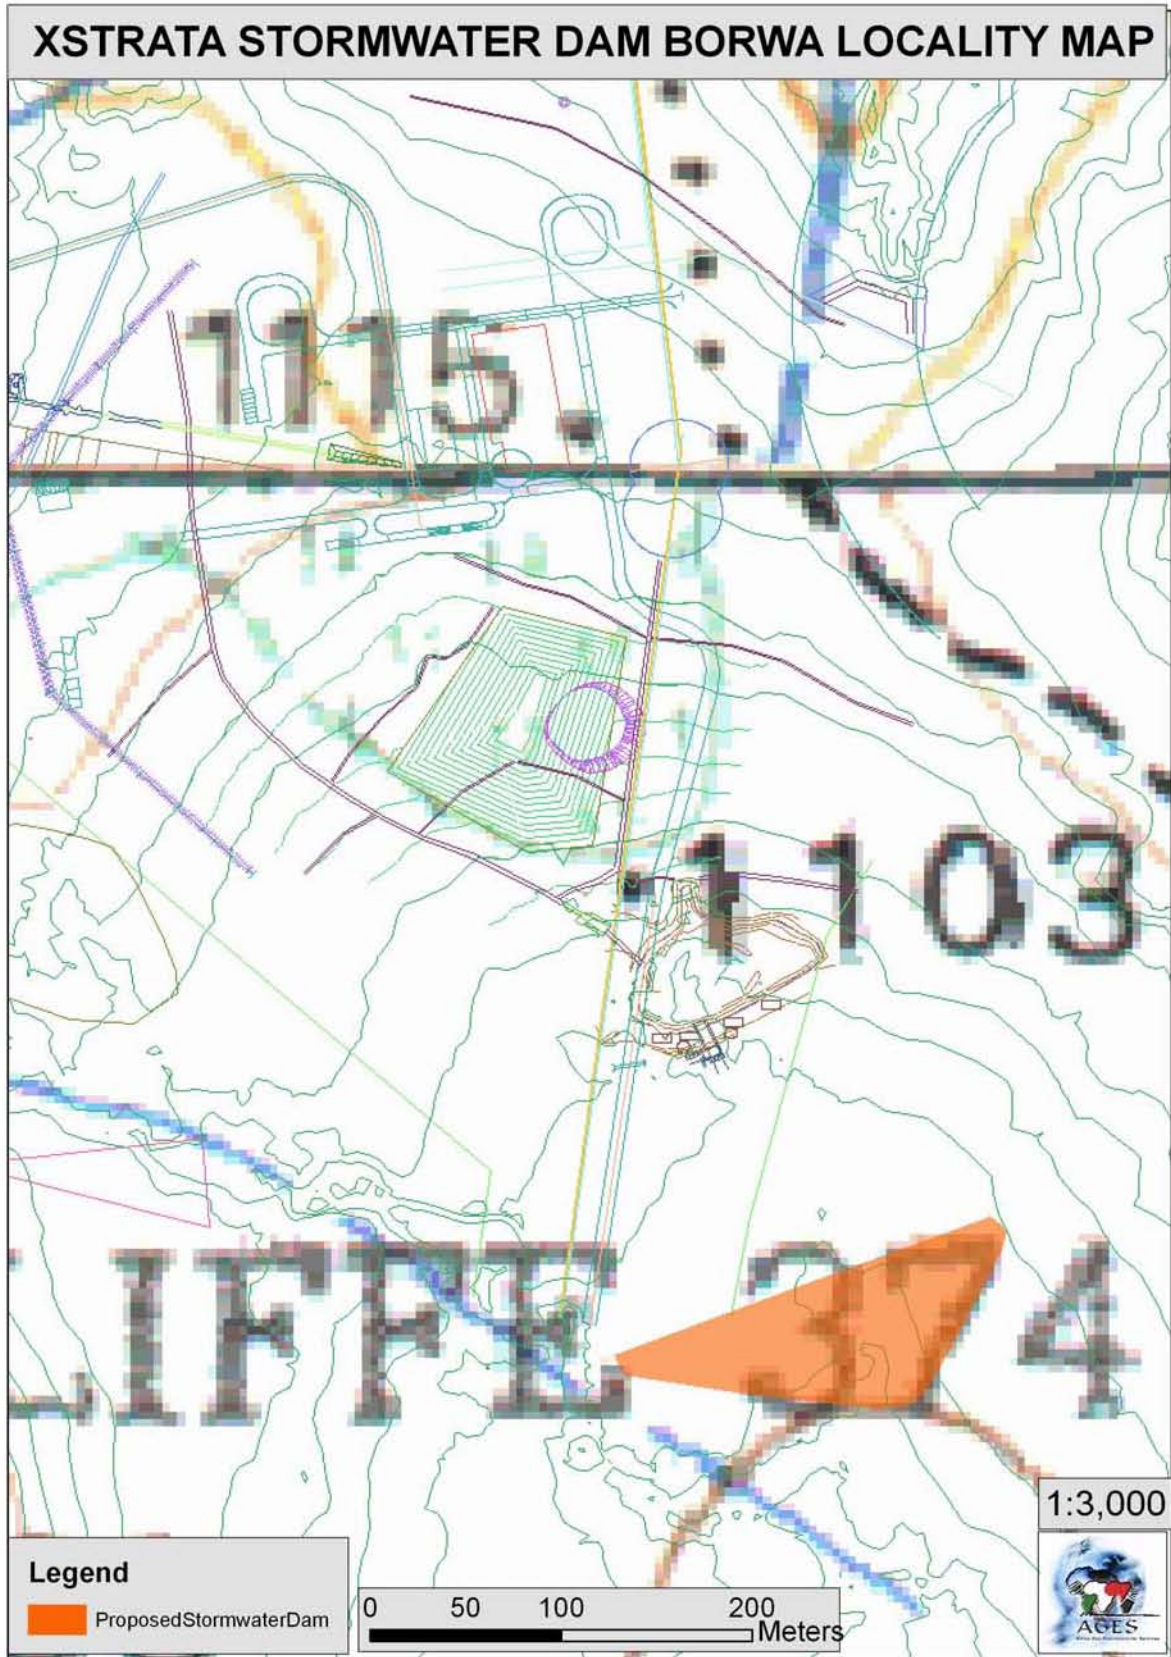 XSTRATA STORMWATER DAM BORWA LOCALITY MAP
1115.
.1103
LIFFE 374
1:3,000
Legend
ProposedStormwaterDam
0 50 100 200
Meters
AGES